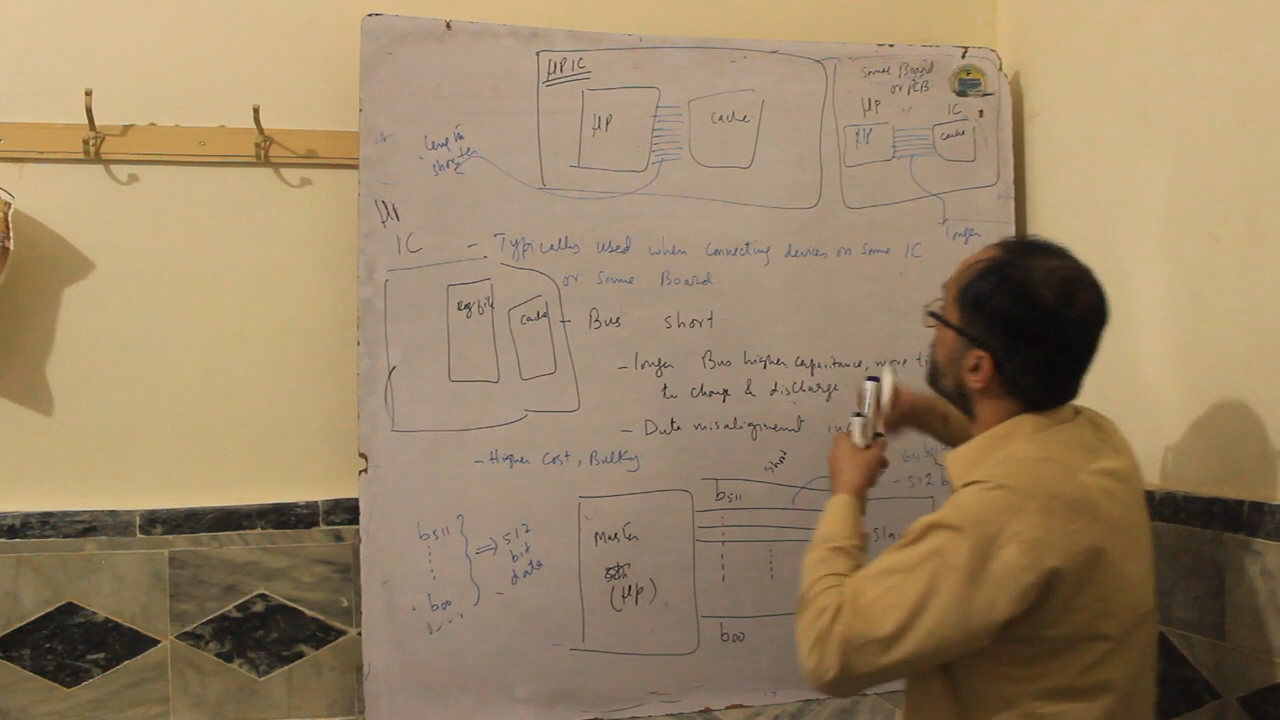 μP IC
μP
Cache
Same Board
or PCB
μp
IC
μp
Cache
length
shorter
longer
μp
IC
- Typically used when connecting devices on same IC
or same Board
Reg file
Cache
- Bus short
- longer Bus higher capacitance, more
to charge & discharge
- Data misalignment
- Higher Cost, Bulky
short
512 b
b511
b00
⇒ 512
bit
data
Master
(μp)
b511
b00